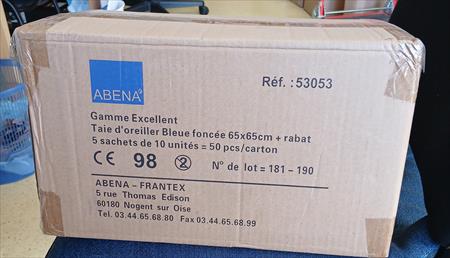 ABENA®
Réf. :53053
Gamme Excellent
Taie d'oreiller Bleue foncée 65x65cm + rabat
5 sachets de 10 unités = 50 pcs/carton
CE 98 2 N° de lot = 181 - 190
ABENA - FRANTEX
5 rue Thomas Edison
60180 Nogent sur Oise
Tel. 03.44.65.68.80 Fax 03.44.65.68.99